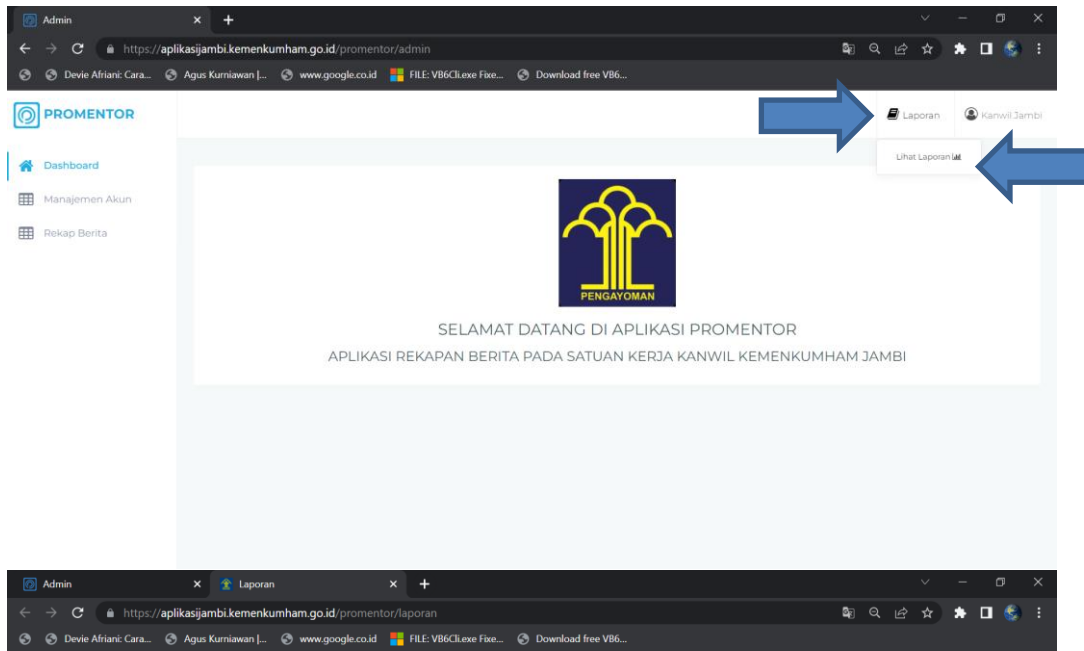 Admin
https://aplikasijambi.kemenkumham.go.id/promentor/admin
Devie Afriani: Cara... Agus Kurniawan |... www.google.co.id FILE: VB6Cli.exe Fixe... Download free VB6...
PROMENTOR
Laporan Kanwil Jambi
Lihat Laporan
Dashboard
Manajemen Akun
Rekap Berita
PENGAYOMAN
SELAMAT DATANG DI APLIKASI PROMENTOR
APLIKASI REKAPAN BERITA PADA SATUAN KERJA KANWIL KEMENKUMHAM JAMBI
Admin Laporan
https://aplikasijambi.kemenkumham.go.id/promentor/laporan
Devie Afriani: Cara... Agus Kurniawan |... www.google.co.id FILE: VB6Cli.exe Fixe... Download free VB6...